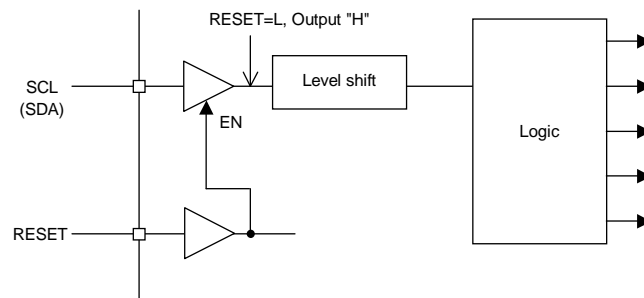 RESET=L, Output "H"
SCL
(SDA)
Level shift
EN
Logic
RESET